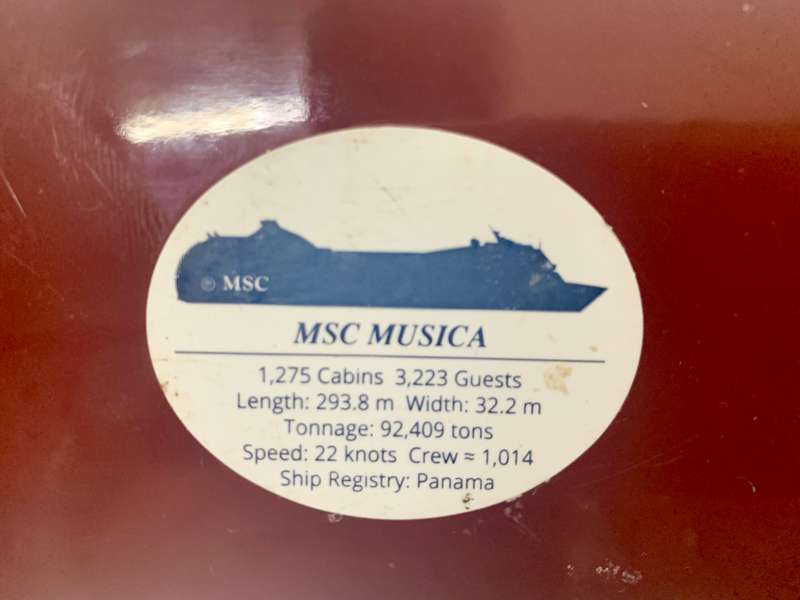 MSC
MSC MUSICA
1,275 Cabins 3,223 Guests
Length: 293.8 m Width: 32.2 m
Tonnage: 92,409 tons
Speed: 22 knots Crew ≈ 1,014
Ship Registry: Panama